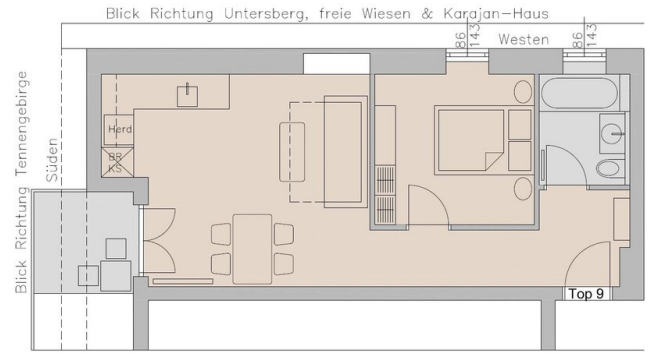 Blick Richtung Untersberg, freie Wiesen & Karajan-Haus
86
143
Westen
86
143
Blick Richtung Tennengebirge
Süden
Herd
BR
KS
Top 9